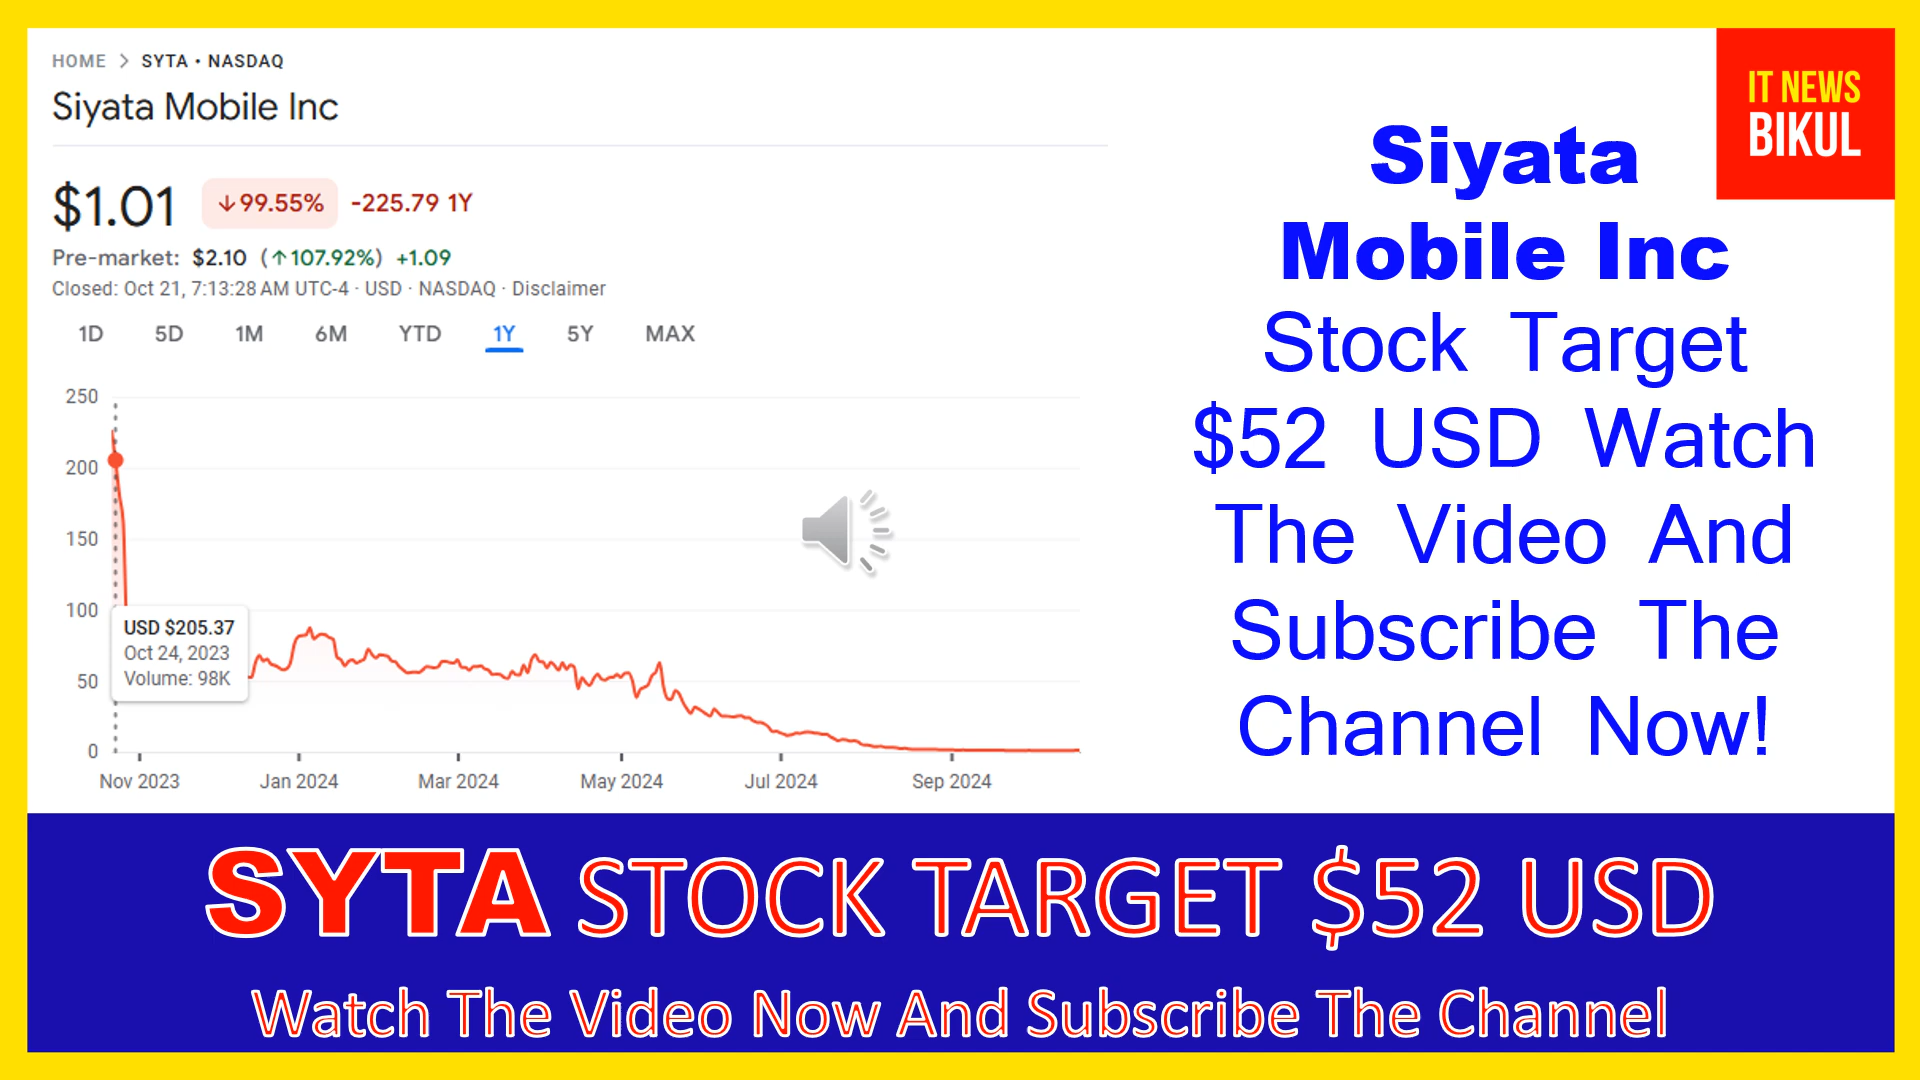 HOME > SYTA • NASDAQ
Siyata Mobile Inc
$1.01 ↓99.55% -225.79 1Y
Pre-market: $2.10 (↑107.92%) +1.09
Closed: Oct 21, 7:13:28 AM UTC-4 · USD · NASDAQ · Disclaimer
1D 5D 1M 6M YTD 1Y 5Y MAX
250
200
150
100
50
0
USD $205.37
Oct 24, 2023
Volume: 98K
Nov 2023 Jan 2024 Mar 2024 May 2024 Jul 2024 Sep 2024
IT NEWS
BIKUL
Siyata
Mobile Inc
Stock Target
$52 USD Watch
The Video And
Subscribe The
Channel Now!
SYTA STOCK TARGET $52 USD
Watch The Video Now And Subscribe The Channel